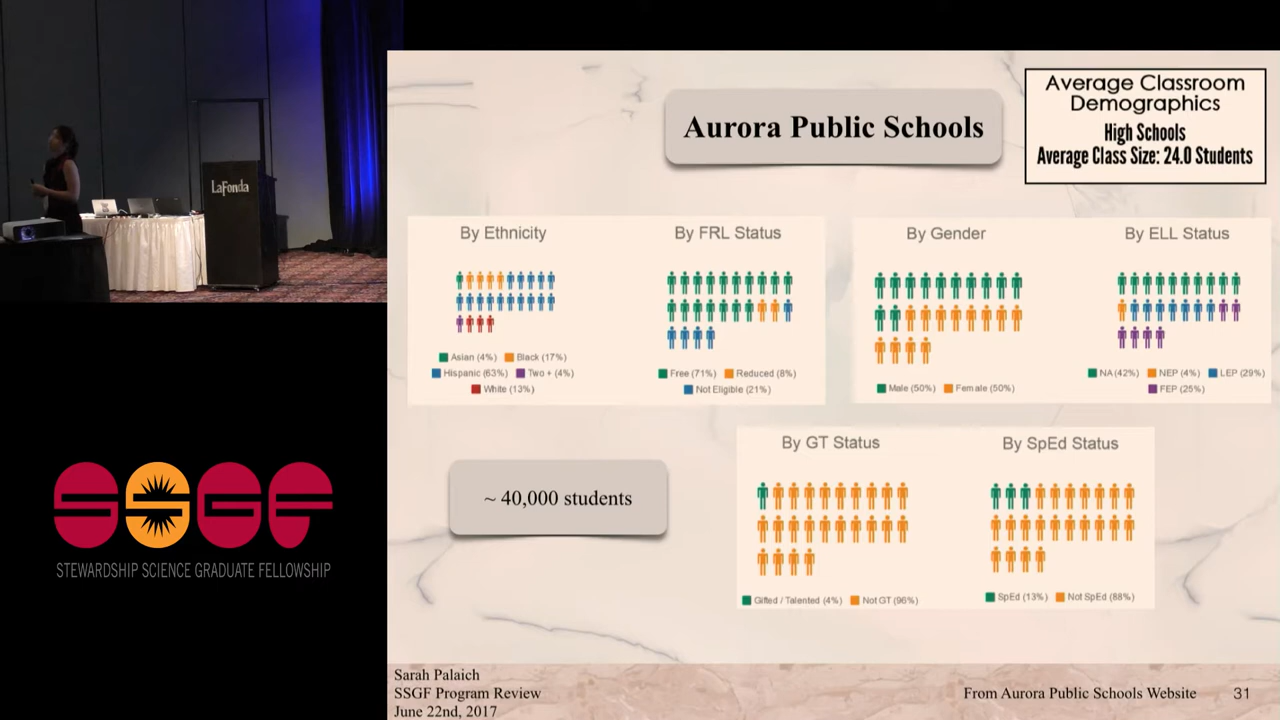 Aurora Public Schools
Average Classroom
Demographics
High Schools
Average Class Size: 24.0 Students
LaFonda
By Ethnicity
Asian (4%) Black (17%)
Hispanic (63%) Two + (4%)
White (13%)
By FRL Status
Free (71%) Reduced (8%)
Not Eligible (21%)
By Gender
Male (50%) Female (50%)
By ELL Status
NA (42%) NEP (4%) LEP (29%)
FEP (25%)
~ 40,000 students
By GT Status
Gifted / Talented (4%) Not GT (96%)
By SpEd Status
SpEd (13%) Not SpEd (88%)
SSGF
STEWARDSHIP SCIENCE GRADUATE FELLOWSHIP
Sarah Palaich
SSGF Program Review
June 22nd, 2017
From Aurora Public Schools Website 31